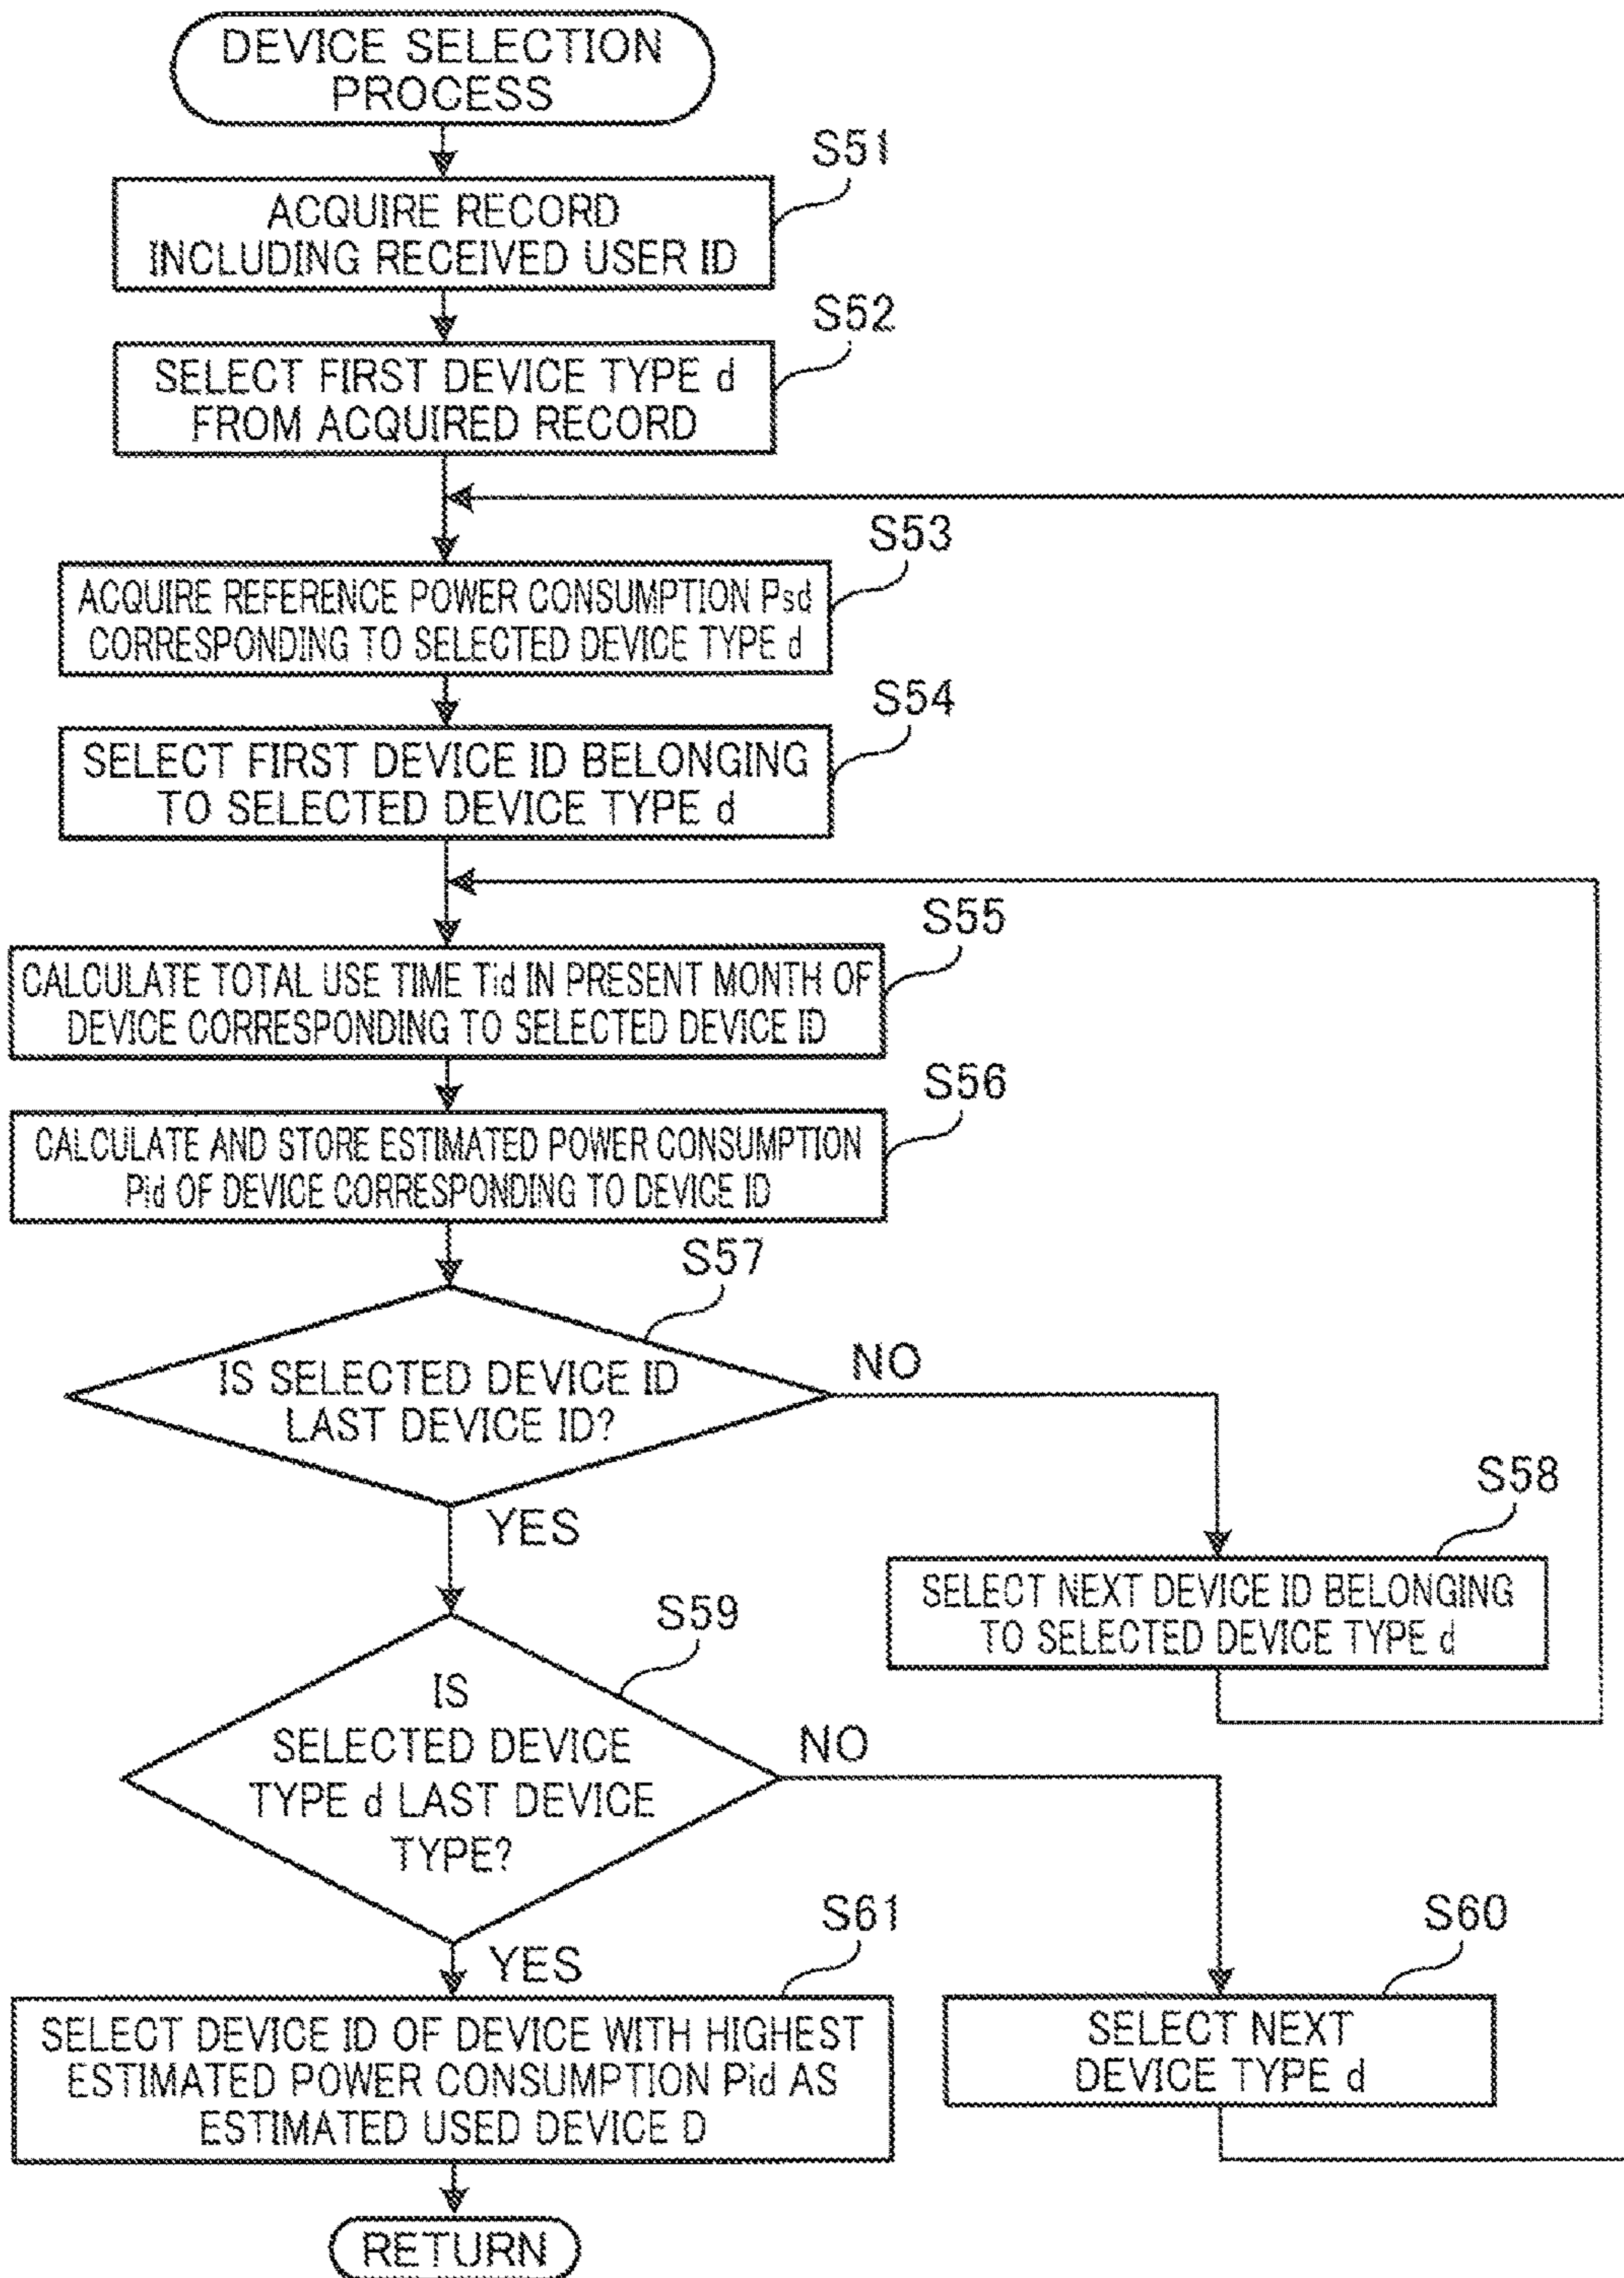 DEVICE SELECTION
PROCESS
S51
ACQUIRE RECORD
INCLUDING RECEIVED USER ID
S52
SELECT FIRST DEVICE TYPE d
FROM ACQUIRED RECORD
S53
ACQUIRE REFERENCE POWER CONSUMPTION Psd
CORRESPONDING TO SELECTED DEVICE TYPE d
S54
SELECT FIRST DEVICE ID BELONGING
TO SELECTED DEVICE TYPE d
S55
CALCULATE TOTAL USE TIME Tid IN PRESENT MONTH OF
DEVICE CORRESPONDING TO SELECTED DEVICE ID
S56
CALCULATE AND STORE ESTIMATED POWER CONSUMPTION
Pid OF DEVICE CORRESPONDING TO DEVICE ID
S57
IS SELECTED DEVICE ID
LAST DEVICE ID?
NO
YES
S58
SELECT NEXT DEVICE ID BELONGING
TO SELECTED DEVICE TYPE d
S59
IS
SELECTED DEVICE
TYPE d LAST DEVICE
TYPE?
NO
YES
S60
SELECT NEXT
DEVICE TYPE d
S61
SELECT DEVICE ID OF DEVICE WITH HIGHEST
ESTIMATED POWER CONSUMPTION Pid AS
ESTIMATED USED DEVICE D
RETURN